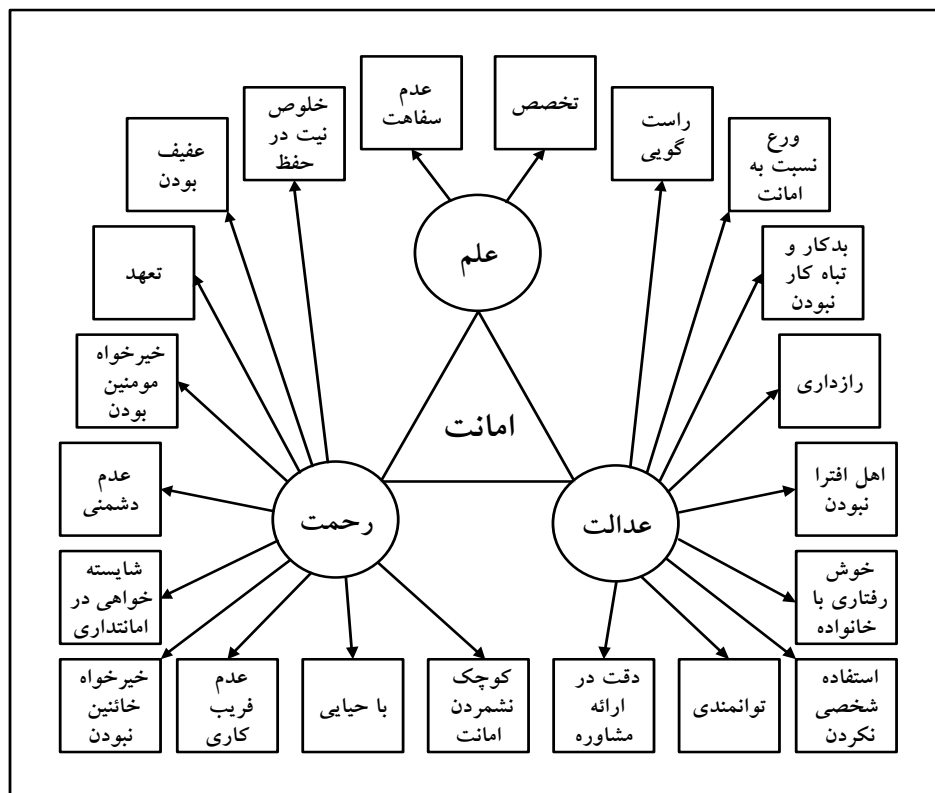 عدم
سفاهت
تخصص
راست
گویی
ورع
نسبت به
امانت
خلوص
نیت در
حفظ
عفیف
بودن
علم
بدکار و
تباه کار
نبودن
تعهد
خیرخواه
مومنین
بودن
رازداری
امانت
عدم
دشمنی
اهل افترا
نبودن
رحمت
عدالت
شایسته
خواهی در
امانتداری
خوش
رفتاری با
خانواده
استفاده
شخصی
نکردن
توانمندی
دقت در
ارائه
مشاوره
کوچک
نشمردن
امانت
با حیایی
عدم
فریب
کاری
خیرخواه
خائنین
نبودن